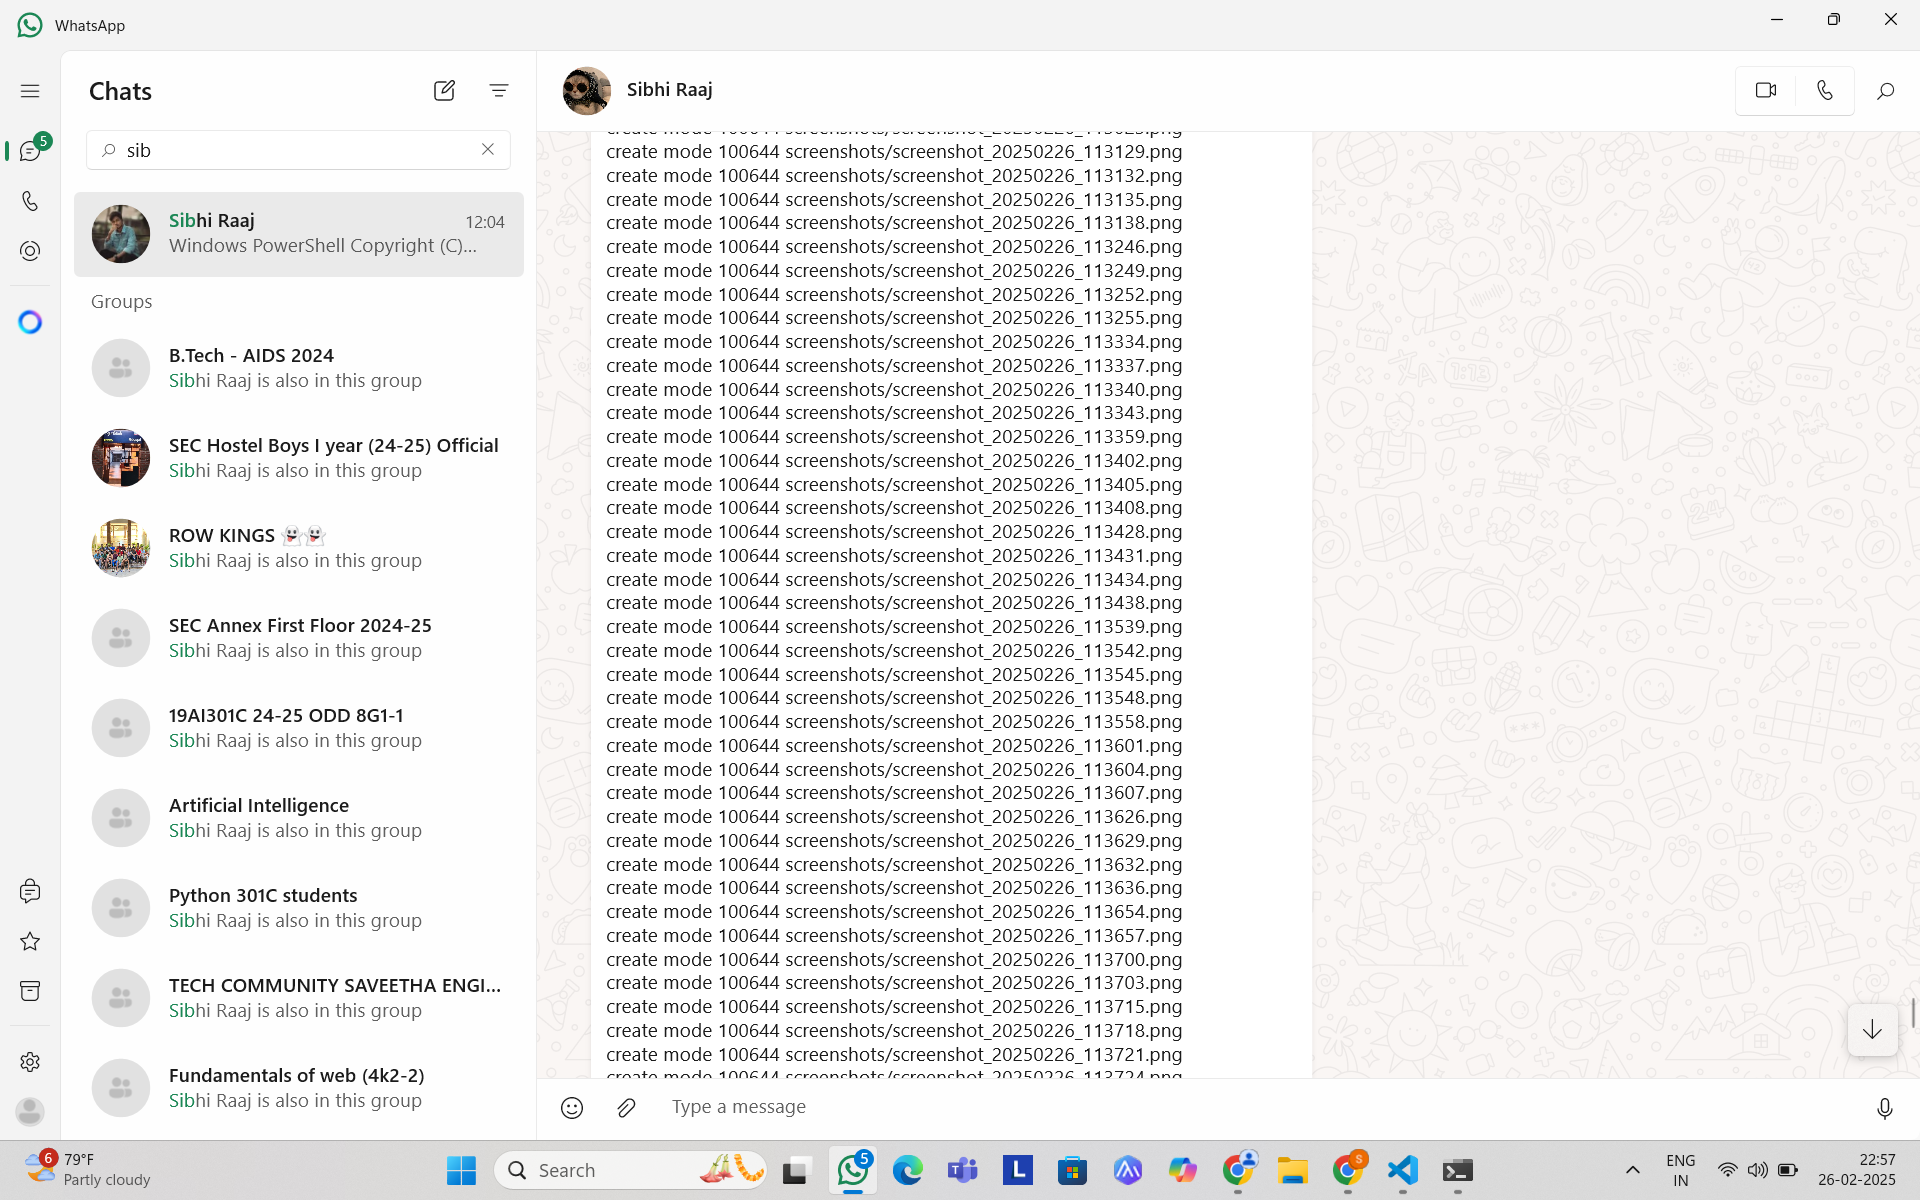 WhatsApp
Chats
5
sib
Sibhi Raaj
12:04
Windows PowerShell Copyright (C)...
Groups
B.Tech - AIDS 2024
Sibhi Raaj is also in this group
SEC Hostel Boys I year (24-25) Official
Sibhi Raaj is also in this group
ROW KINGS 👻👻
Sibhi Raaj is also in this group
SEC Annex First Floor 2024-25
Sibhi Raaj is also in this group
19AI301C 24-25 ODD 8G1-1
Sibhi Raaj is also in this group
Artificial Intelligence
Sibhi Raaj is also in this group
Python 301C students
Sibhi Raaj is also in this group
TECH COMMUNITY SAVEETHA ENGI...
Sibhi Raaj is also in this group
Fundamentals of web (4k2-2)
Sibhi Raaj is also in this group
Sibhi Raaj
create mode 100644 screenshots/screenshot_20250226_113129.png
create mode 100644 screenshots/screenshot_20250226_113132.png
create mode 100644 screenshots/screenshot_20250226_113135.png
create mode 100644 screenshots/screenshot_20250226_113138.png
create mode 100644 screenshots/screenshot_20250226_113246.png
create mode 100644 screenshots/screenshot_20250226_113249.png
create mode 100644 screenshots/screenshot_20250226_113252.png
create mode 100644 screenshots/screenshot_20250226_113255.png
create mode 100644 screenshots/screenshot_20250226_113334.png
create mode 100644 screenshots/screenshot_20250226_113337.png
create mode 100644 screenshots/screenshot_20250226_113340.png
create mode 100644 screenshots/screenshot_20250226_113343.png
create mode 100644 screenshots/screenshot_20250226_113359.png
create mode 100644 screenshots/screenshot_20250226_113402.png
create mode 100644 screenshots/screenshot_20250226_113405.png
create mode 100644 screenshots/screenshot_20250226_113408.png
create mode 100644 screenshots/screenshot_20250226_113428.png
create mode 100644 screenshots/screenshot_20250226_113431.png
create mode 100644 screenshots/screenshot_20250226_113434.png
create mode 100644 screenshots/screenshot_20250226_113438.png
create mode 100644 screenshots/screenshot_20250226_113539.png
create mode 100644 screenshots/screenshot_20250226_113542.png
create mode 100644 screenshots/screenshot_20250226_113545.png
create mode 100644 screenshots/screenshot_20250226_113548.png
create mode 100644 screenshots/screenshot_20250226_113558.png
create mode 100644 screenshots/screenshot_20250226_113601.png
create mode 100644 screenshots/screenshot_20250226_113604.png
create mode 100644 screenshots/screenshot_20250226_113607.png
create mode 100644 screenshots/screenshot_20250226_113626.png
create mode 100644 screenshots/screenshot_20250226_113629.png
create mode 100644 screenshots/screenshot_20250226_113632.png
create mode 100644 screenshots/screenshot_20250226_113636.png
create mode 100644 screenshots/screenshot_20250226_113654.png
create mode 100644 screenshots/screenshot_20250226_113657.png
create mode 100644 screenshots/screenshot_20250226_113700.png
create mode 100644 screenshots/screenshot_20250226_113703.png
create mode 100644 screenshots/screenshot_20250226_113715.png
create mode 100644 screenshots/screenshot_20250226_113718.png
create mode 100644 screenshots/screenshot_20250226_113721.png
create mode 100644 screenshots/screenshot_20250226_113724.png
Type a message
6
79°F
Partly cloudy
Search
5
L
S
ENG
IN
22:57
26-02-2025